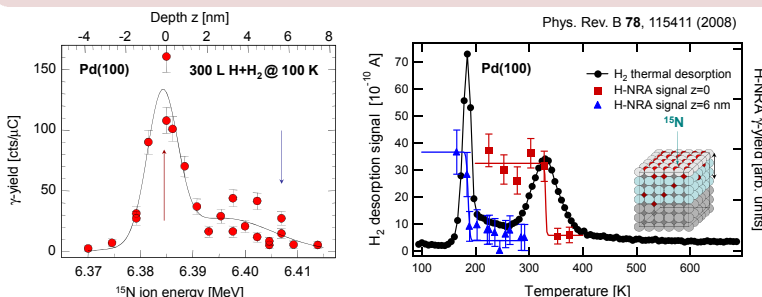 Depth z [nm]
-4 -2 0 2 4 6 8
Pd(100) 300 L H+H₂ @ 100 K
150
100
50
0
γ-yield [cts/μC]
6.37 6.38 6.39 6.40 6.41
¹⁵N ion energy [MeV]
Phys. Rev. B 78, 115411 (2008)
Pd(100)
H₂ thermal desorption
H-NRA signal z=0
H-NRA signal z=6 nm
¹⁵N
80
70
60
50
40
30
20
10
0
H₂ desorption signal [10⁻¹⁰ A]
H-NRA γ-yield [arb. units]
100 200 300 400 500 600
Temperature [K]